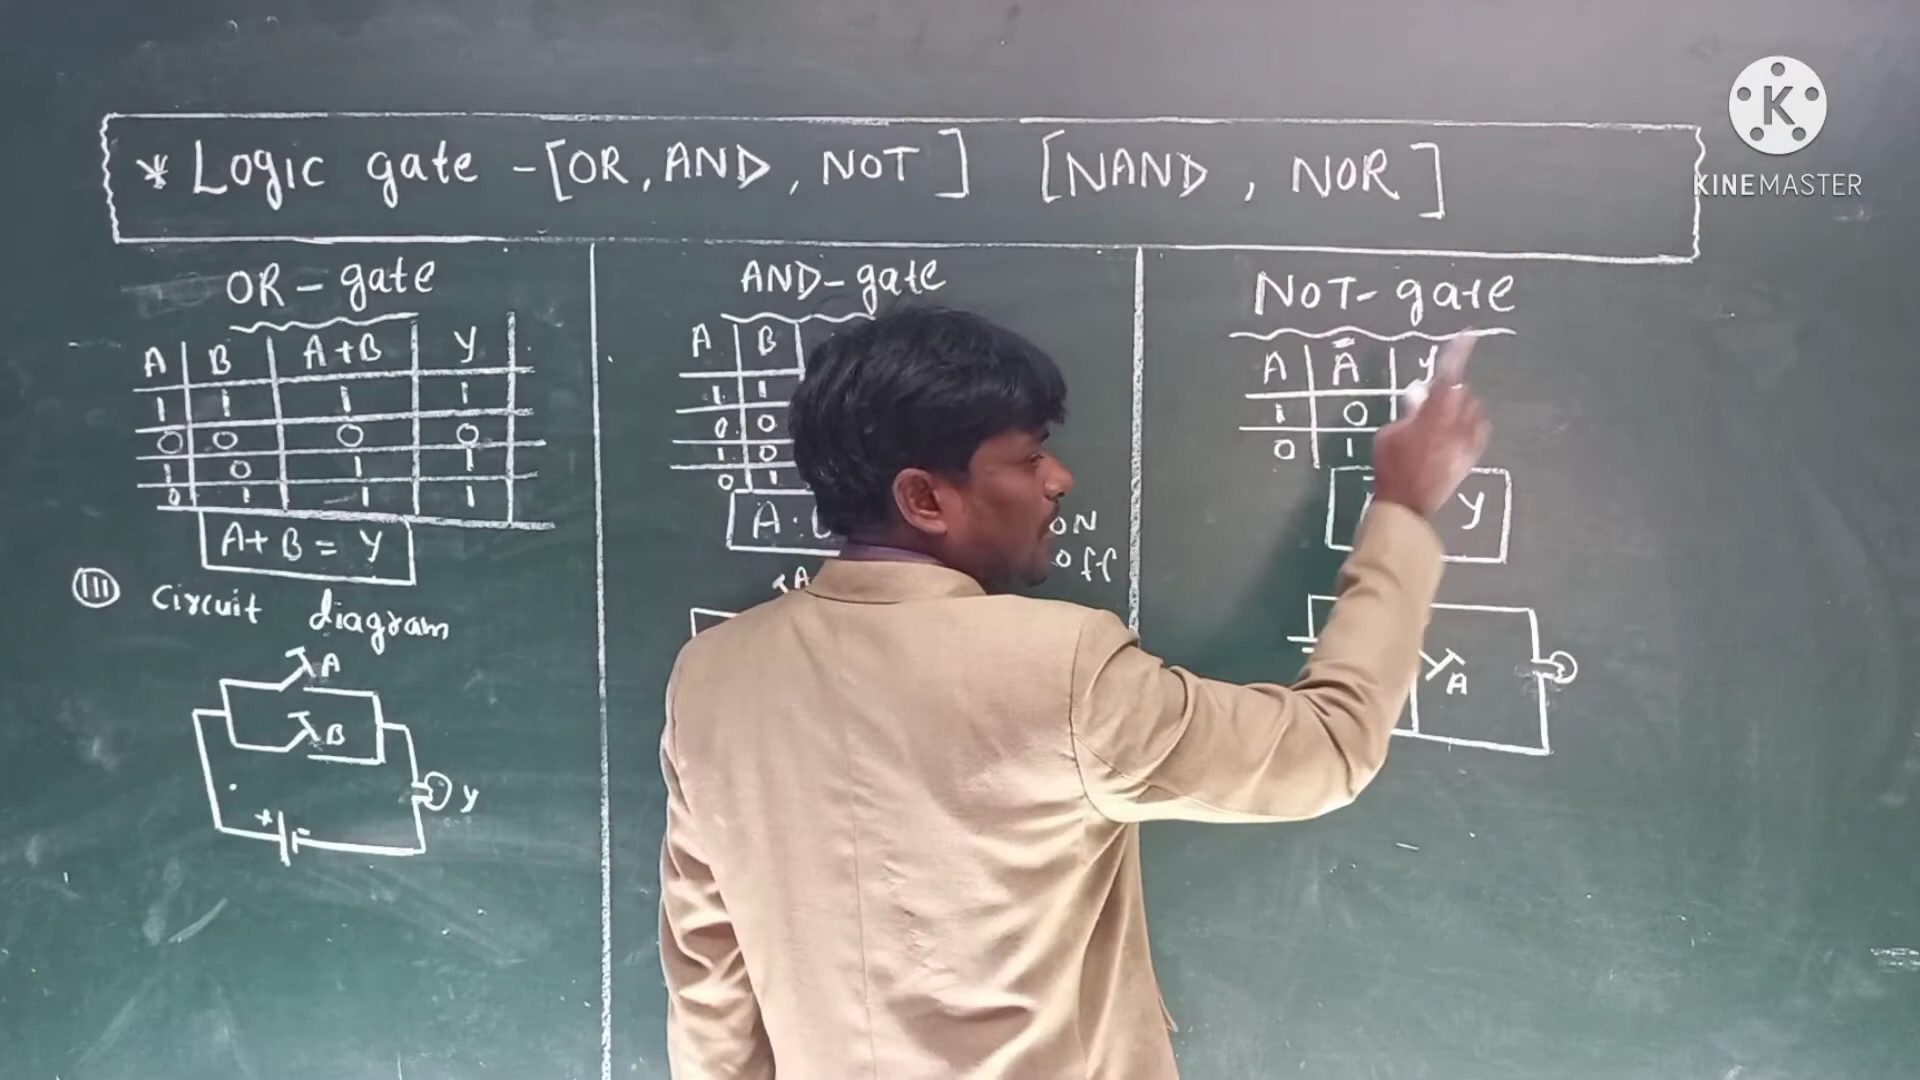 * Logic gate - [OR, AND, NOT] [NAND, NOR]
KINEMASTER
OR - gate
A B A+B Y
1 1 1 1
0 0 0 0
1 0 1 1
0 1 1 1
A+ B = Y
III Circuit diagram
A
B
+ -
Y
AND - gate
A B
1 1
0 0
1 0
0 1
A .
ON
Off
A
NOT - gate
A Ā Y
1 0
0 1
Y
A